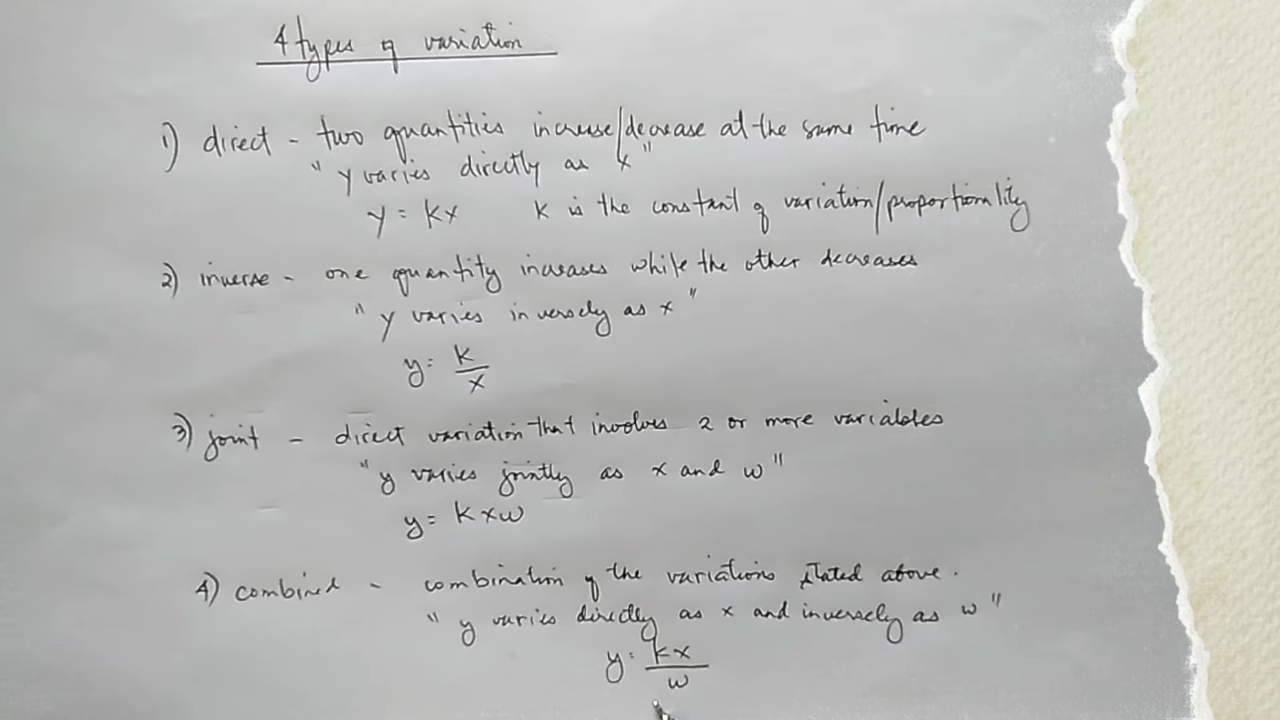 4 types of variation
1) direct - two quantities increase/decrease at the same time
"y varies directly as x"
y = kx k is the constant of variation/proportionality
2) inverse - one quantity increases while the other decreases
"y varies inversely as x"
y = k/x
3) joint - direct variation that involves 2 or more variables
"y varies jointly as x and w"
y = kxw
4) combined - combination of the variations stated above.
"y varies directly as x and inversely as w"
y = kx/w